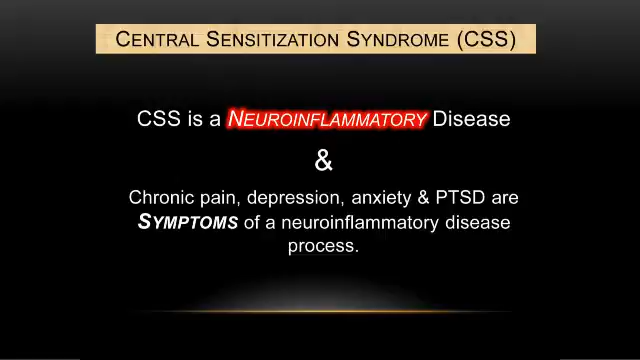 CENTRAL SENSITIZATION SYNDROME (CSS)
CSS is a NEUROINFLAMMATORY Disease
&
Chronic pain, depression, anxiety & PTSD are
SYMPTOMS of a neuroinflammatory disease
process.